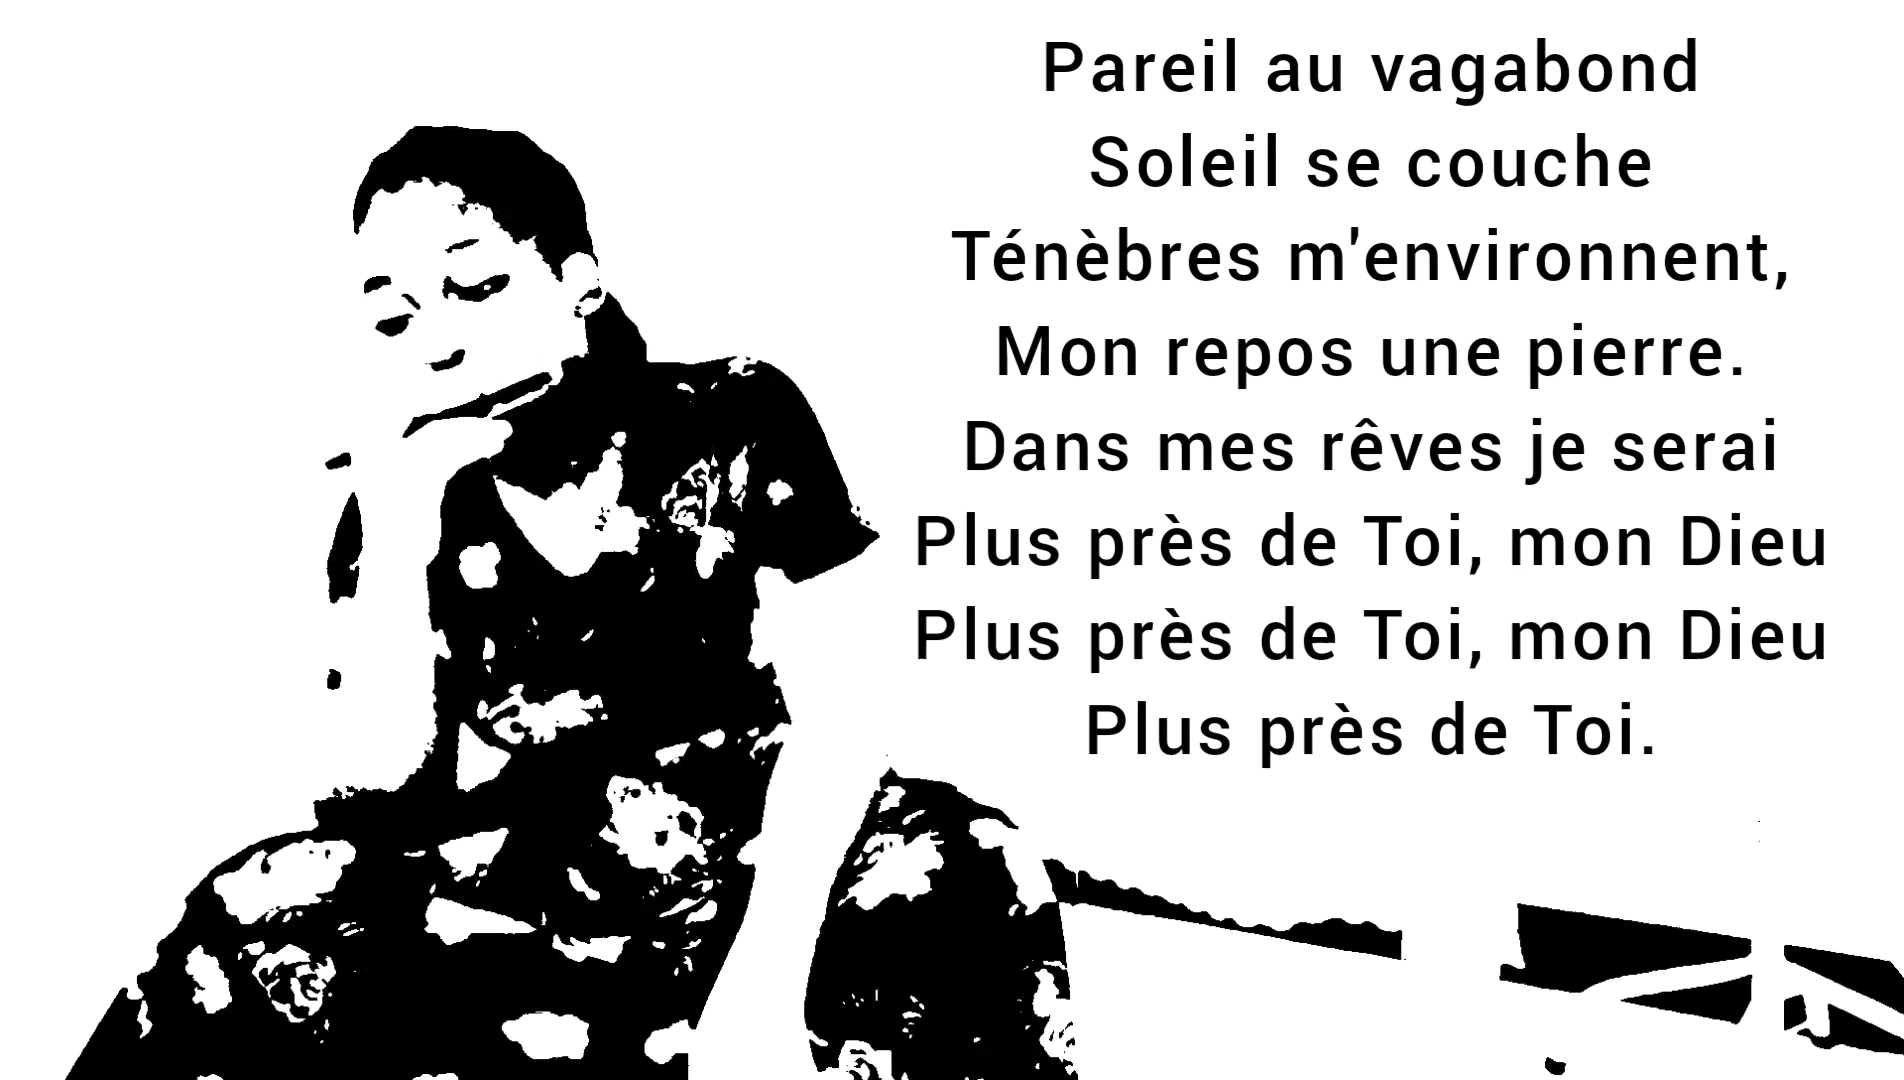 Pareil au vagabond
Soleil se couche
Ténèbres m'environnent,
Mon repos une pierre.
Dans mes rêves je serai
Plus près de Toi, mon Dieu
Plus près de Toi, mon Dieu
Plus près de Toi.